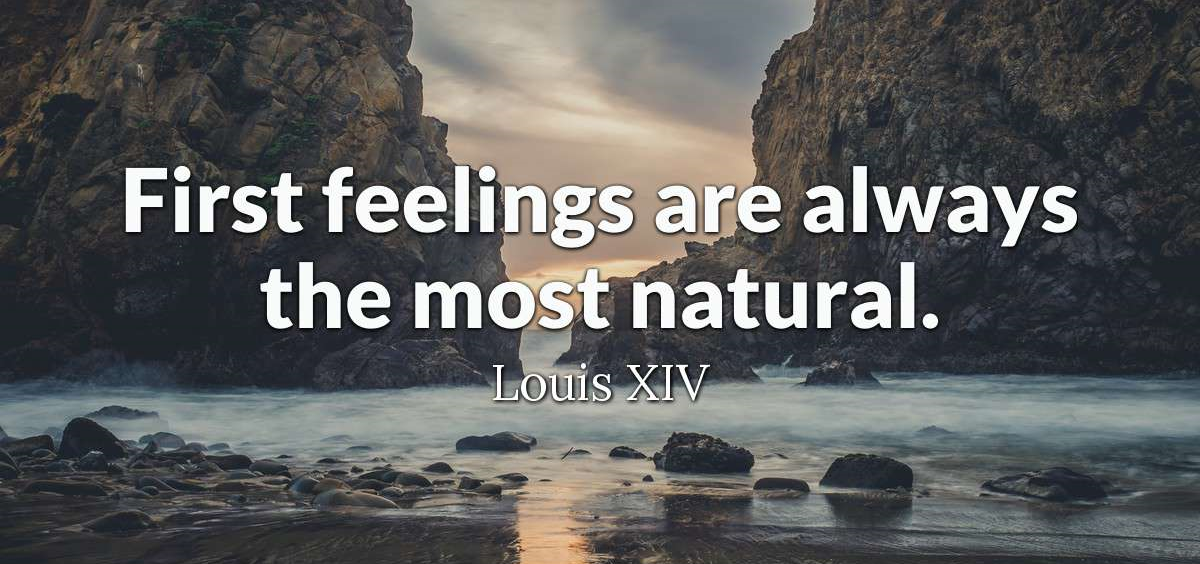 First feelings are always
the most natural.
Louis XIV